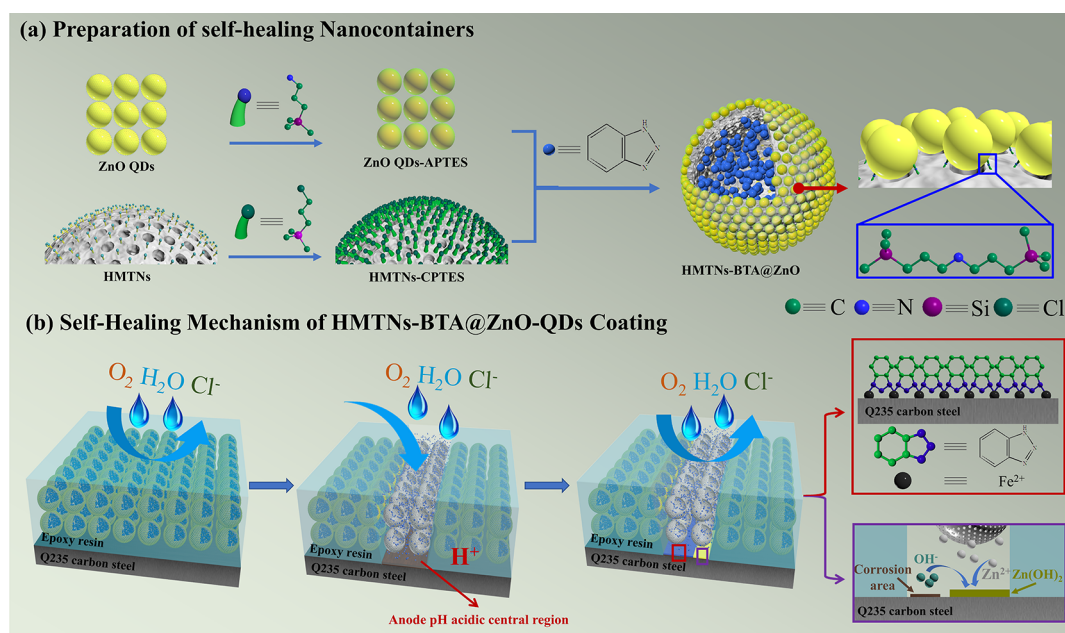 (a) Preparation of self-healing Nanocontainers
ZnO QDs
ZnO QDs-APTES
H
N
N
N
HMTNs
HMTNs-CPTES
HMTNs-BTA@ZnO
C
N
Si
Cl
(b) Self-Healing Mechanism of HMTNs-BTA@ZnO-QDs Coating
O₂ H₂O Cl⁻
Epoxy resin
Q235 carbon steel
O₂ H₂O Cl⁻
Epoxy resin
Q235 carbon steel
H⁺
Anode pH acidic central region
O₂ H₂O Cl⁻
Epoxy resin
Q235 carbon steel
Q235 carbon steel
H
N
N
N
Fe²⁺
OH⁻
Corrosion
area
Zn²⁺
Zn(OH)₂
Q235 carbon steel